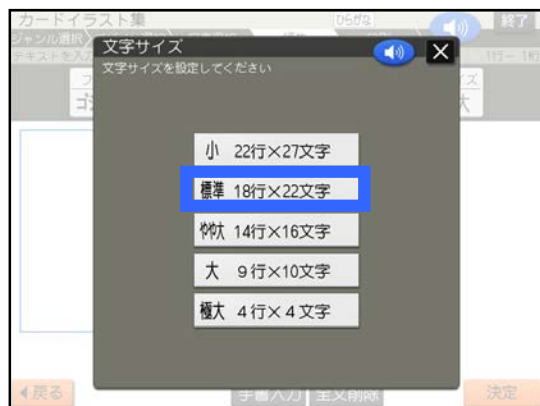 カードイラスト集 ひらがな 終了
ジャンル選択
テキストを入力 1行－ 1桁
文字サイズ
文字サイズを設定してください
小 22行×27文字
標準 18行×22文字
やや大 14行×16文字
大 9行×10文字
極大 4行×4文字
戻る 手書入力 全文削除 決定